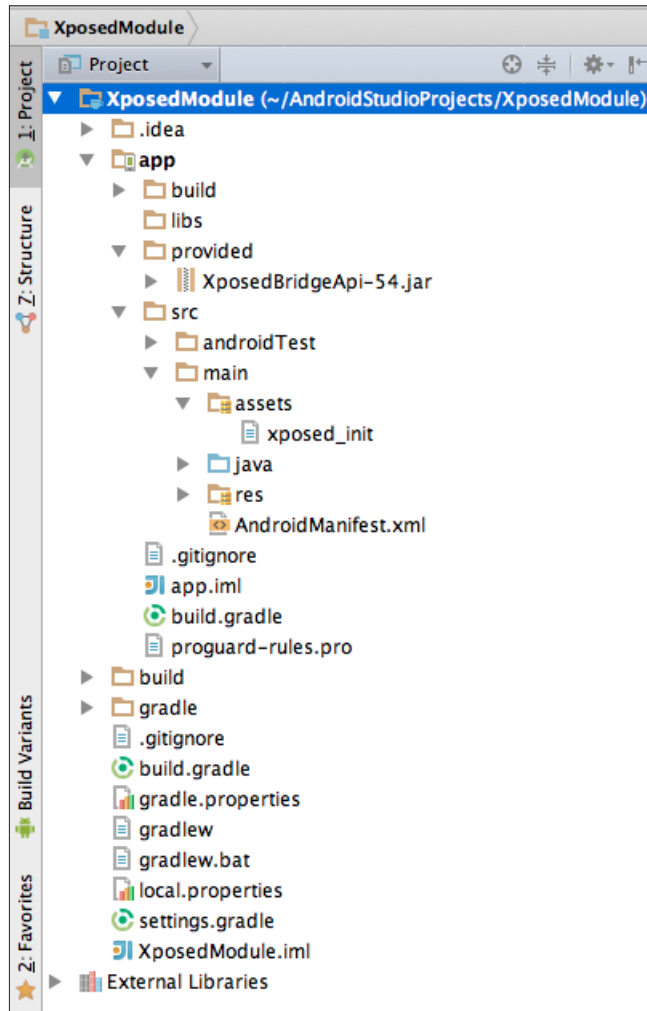 XposedModule
Project
XposedModule (~/AndroidStudioProjects/XposedModule)
.idea
app
build
libs
provided
XposedBridgeApi-54.jar
src
androidTest
main
assets
xposed_init
java
res
AndroidManifest.xml
.gitignore
app.iml
build.gradle
proguard-rules.pro
build
gradle
.gitignore
build.gradle
gradle.properties
gradlew
gradlew.bat
local.properties
settings.gradle
XposedModule.iml
External Libraries
1: Project
7: Structure
Build Variants
2: Favorites